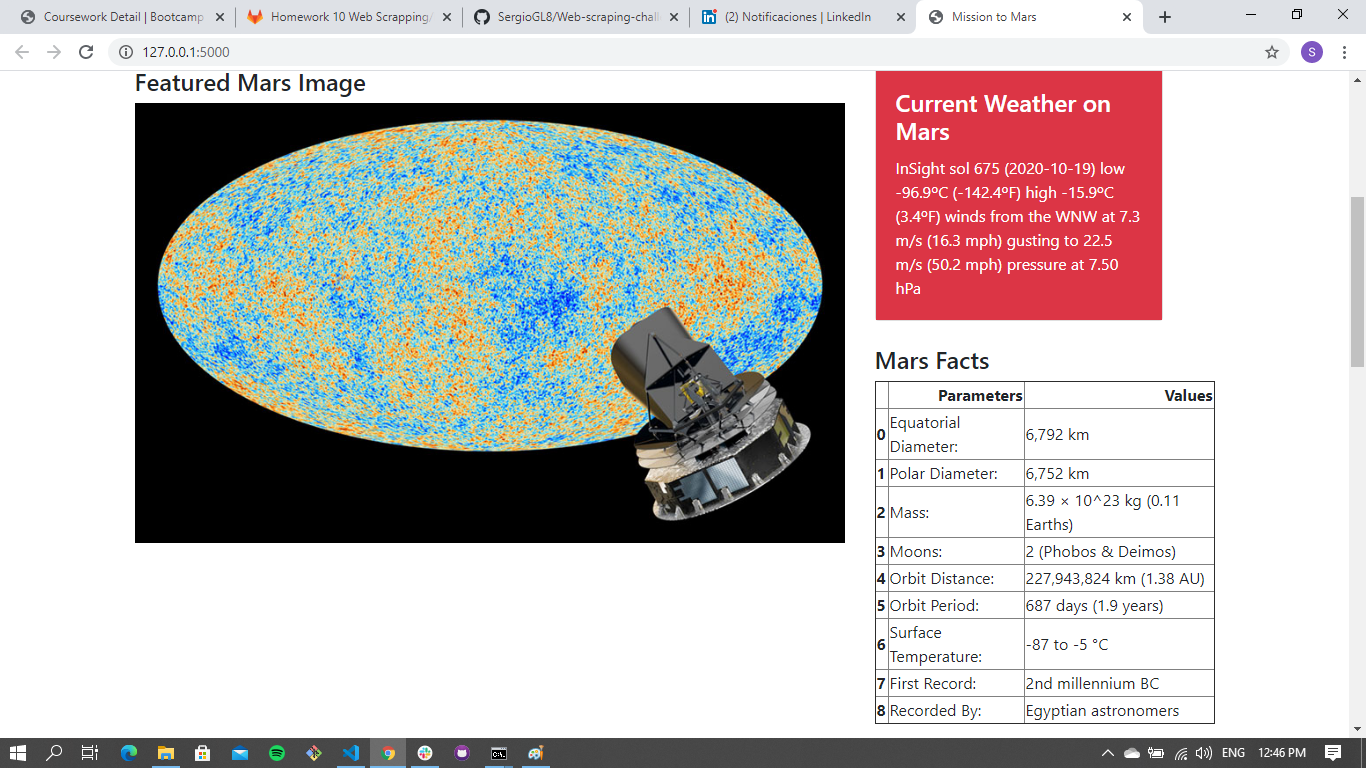 Coursework Detail | Bootcamp
Homework 10 Web Scrapping/
SergioGL8/Web-scraping-chall
(2) Notificaciones | LinkedIn
Mission to Mars
127.0.0.1:5000
S
Featured Mars Image
Current Weather on
Mars
InSight sol 675 (2020-10-19) low
-96.9ºC (-142.4ºF) high -15.9ºC
(3.4ºF) winds from the WNW at 7.3
m/s (16.3 mph) gusting to 22.5
m/s (50.2 mph) pressure at 7.50
hPa
Mars Facts
Parameters Values
0 Equatorial Diameter: 6,792 km
1 Polar Diameter: 6,752 km
2 Mass: 6.39 × 10^23 kg (0.11 Earths)
3 Moons: 2 (Phobos & Deimos)
4 Orbit Distance: 227,943,824 km (1.38 AU)
5 Orbit Period: 687 days (1.9 years)
6 Surface Temperature: -87 to -5 °C
7 First Record: 2nd millennium BC
8 Recorded By: Egyptian astronomers
ENG 12:46 PM